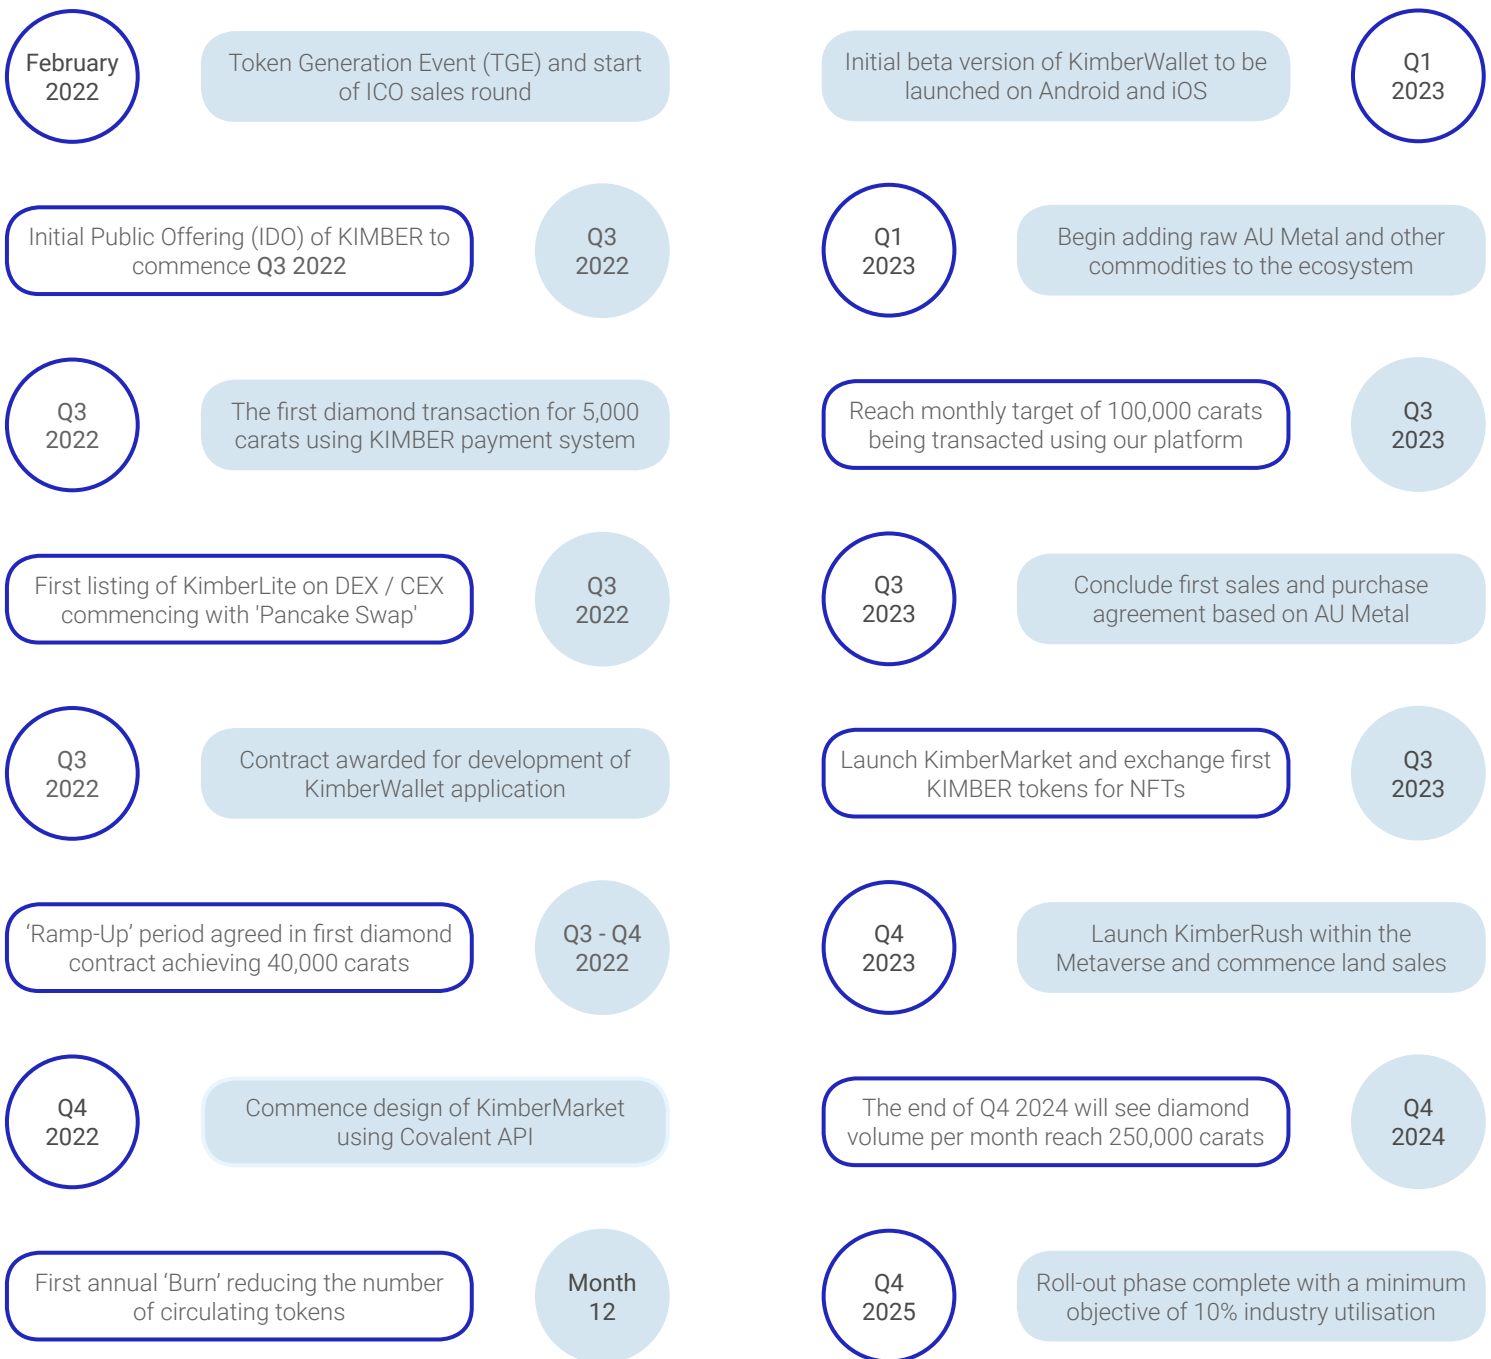 February
2022
Token Generation Event (TGE) and start
of ICO sales round
Initial Public Offering (IDO) of KIMBER to
commence Q3 2022
Q3
2022
Q3
2022
The first diamond transaction for 5,000
carats using KIMBER payment system
First listing of KimberLite on DEX / CEX
commencing with 'Pancake Swap'
Q3
2022
Q3
2022
Contract awarded for development of
KimberWallet application
‘Ramp-Up’ period agreed in first diamond
contract achieving 40,000 carats
Q3 - Q4
2022
Q4
2022
Commence design of KimberMarket
using Covalent API
First annual ‘Burn’ reducing the number
of circulating tokens
Month
12
Initial beta version of KimberWallet to be
launched on Android and iOS
Q1
2023
Q1
2023
Begin adding raw AU Metal and other
commodities to the ecosystem
Reach monthly target of 100,000 carats
being transacted using our platform
Q3
2023
Q3
2023
Conclude first sales and purchase
agreement based on AU Metal
Launch KimberMarket and exchange first
KIMBER tokens for NFTs
Q3
2023
Q4
2023
Launch KimberRush within the
Metaverse and commence land sales
The end of Q4 2024 will see diamond
volume per month reach 250,000 carats
Q4
2024
Q4
2025
Roll-out phase complete with a minimum
objective of 10% industry utilisation